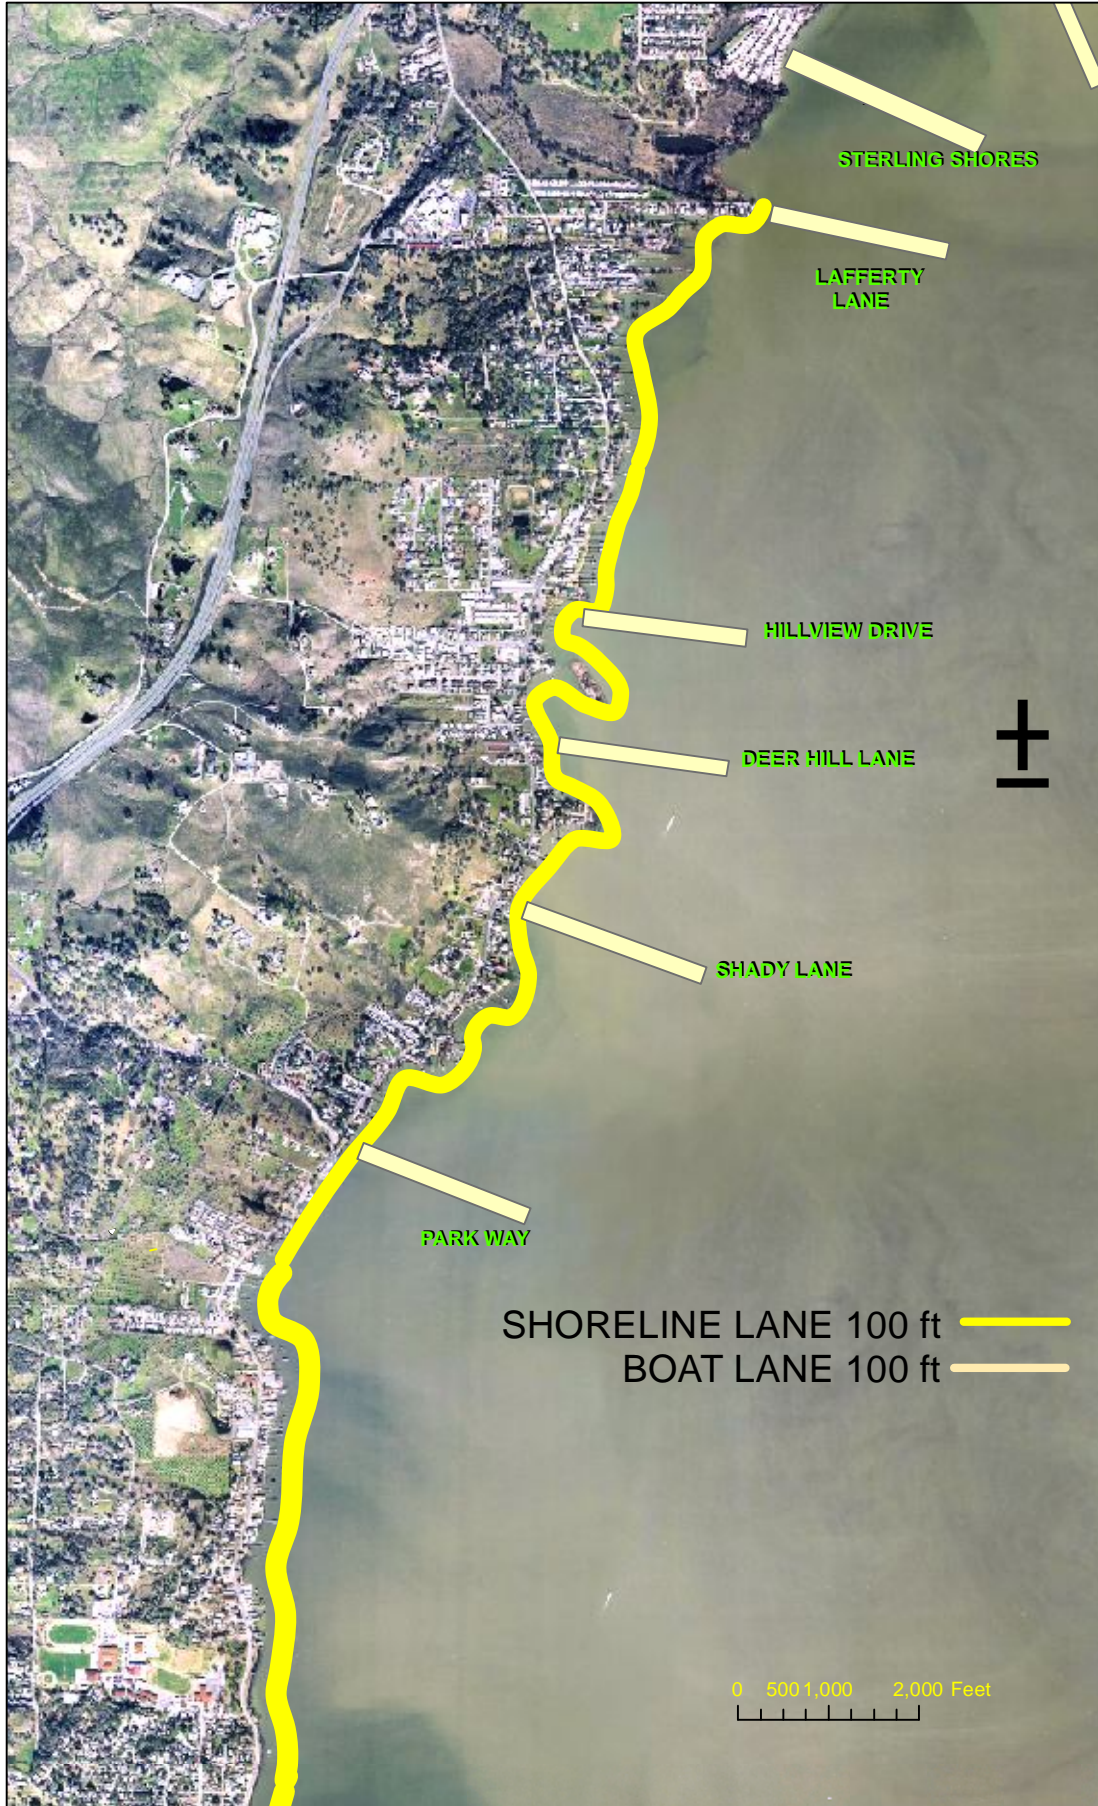 STERLING SHORES
LAFFERTY
LANE
HILLVIEW DRIVE
±
DEER HILL LANE
SHADY LANE
PARK WAY
SHORELINE LANE 100 ft
BOAT LANE 100 ft
0 500 1,000 2,000 Feet